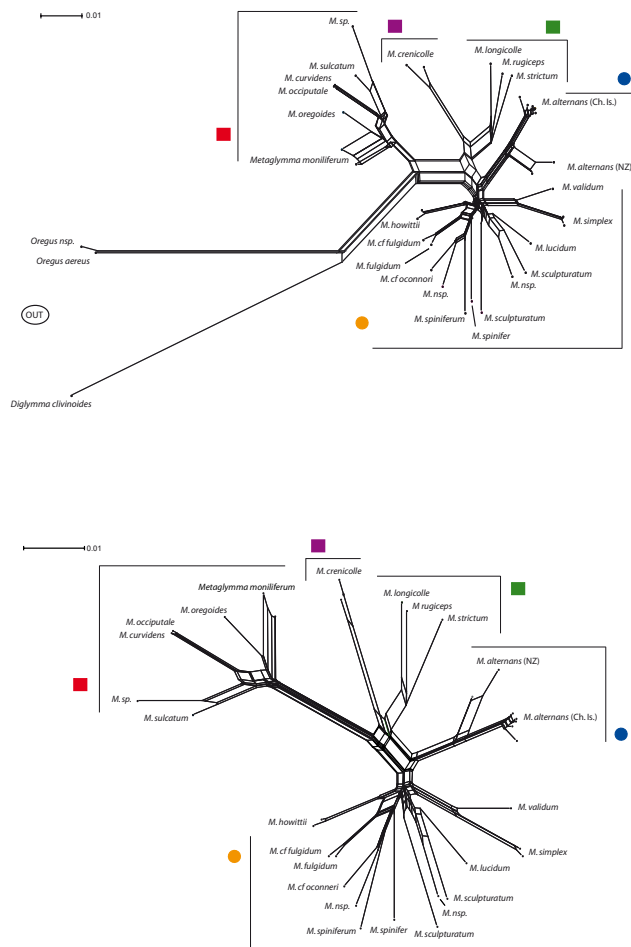 0.01
M. sp.
M. crenicolle
M. longicolle
M. rugiceps
M. strictum
M. sulcatum
M. curvidens
M. occiputale
M. oregoides
Metaglymma moniliferum
M. alternans (Ch. Is.)
M. alternans (NZ)
M. validum
M. simplex
M. howittii
M. cf fulgidum
M. fulgidum
M. cf oconnori
M. nsp.
M. spiniferum
M. spinifer
M. sculpturatum
M. lucidum
M. sculpturatum
M. nsp.
Oregus nsp.
Oregus aereus
OUT
Diglymma clivinoides
0.01
M. crenicolle
Metaglymma moniliferum
M. oregoides
M. occiputale
M. curvidens
M. longicolle
M rugiceps
M. strictum
M. alternans (NZ)
M. alternans (Ch. Is.)
M. sp.
M. sulcatum
M. howittii
M. cf fulgidum
M. fulgidum
M. cf oconneri
M. nsp.
M. spiniferum
M. spinifer
M. validum
M. simplex
M. lucidum
M. sculpturatum
M. nsp.
M. sculpturatum